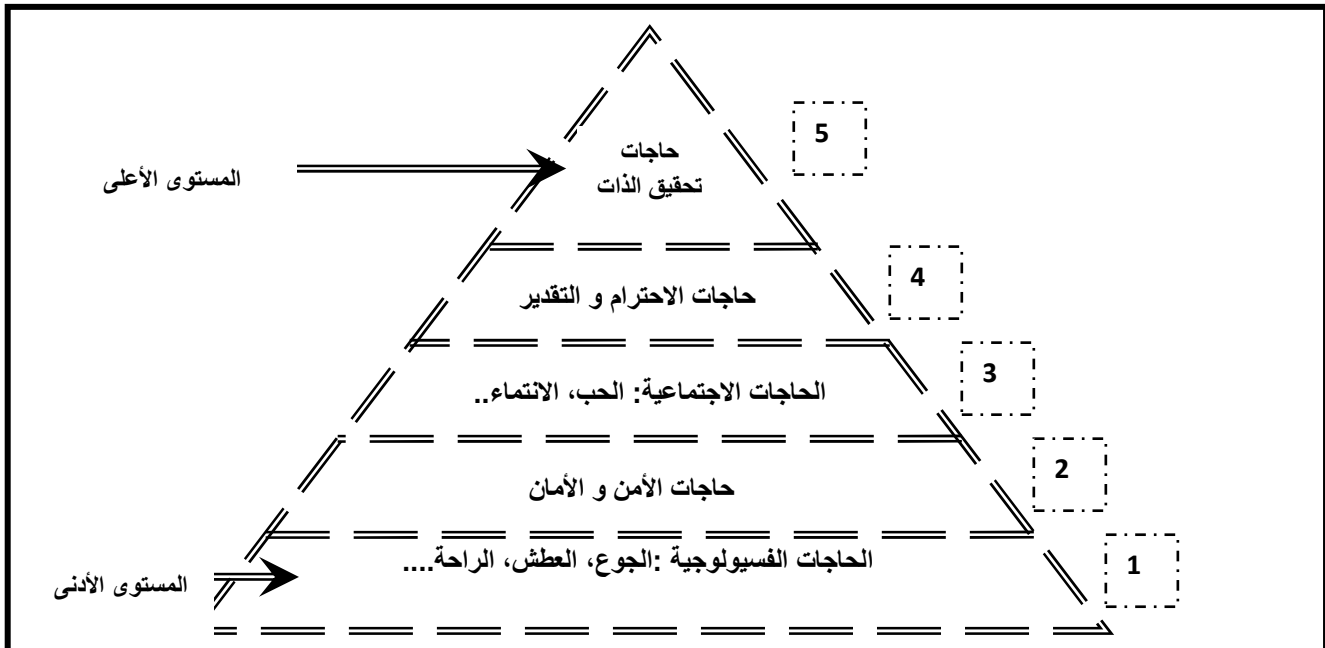 5
حاجات
تحقيق الذات
المستوى الأعلى
4
حاجات الاحترام و التقدير
3
الحاجات الاجتماعية: الحب، الانتماء..
2
حاجات الأمن و الأمان
1
الحاجات الفسيولوجية :الجوع، العطش، الراحة....
المستوى الأدنى